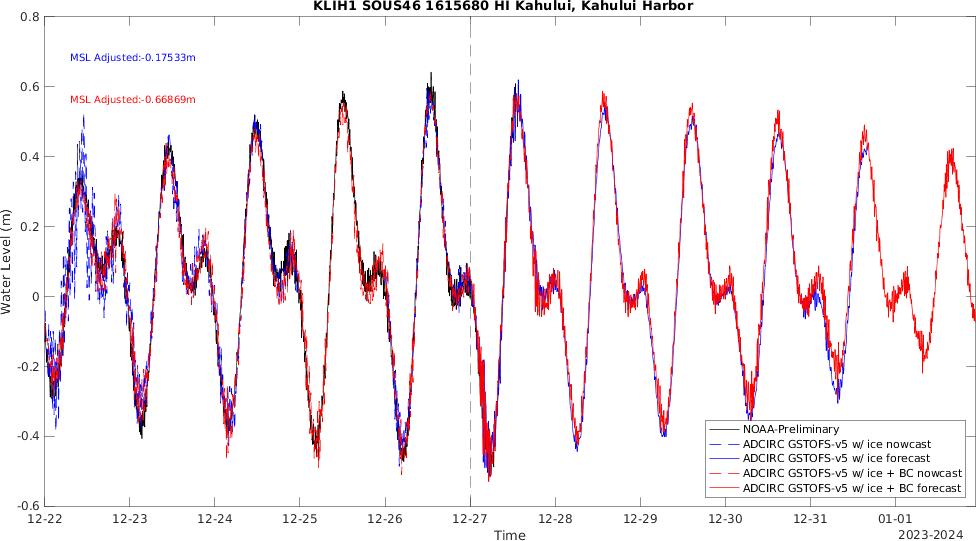 KLIH1 SOUS46 1615680 HI Kahului, Kahului Harbor
0.8
0.6
0.4
0.2
0
-0.2
-0.4
-0.6
Water Level (m)
MSL Adjusted:-0.17533m
MSL Adjusted:-0.66869m
NOAA-Preliminary
ADCIRC GSTOFS-v5 w/ ice nowcast
ADCIRC GSTOFS-v5 w/ ice forecast
ADCIRC GSTOFS-v5 w/ ice + BC nowcast
ADCIRC GSTOFS-v5 w/ ice + BC forecast
12-22 12-23 12-24 12-25 12-26 12-27 12-28 12-29 12-30 12-31 01-01
Time
2023-2024